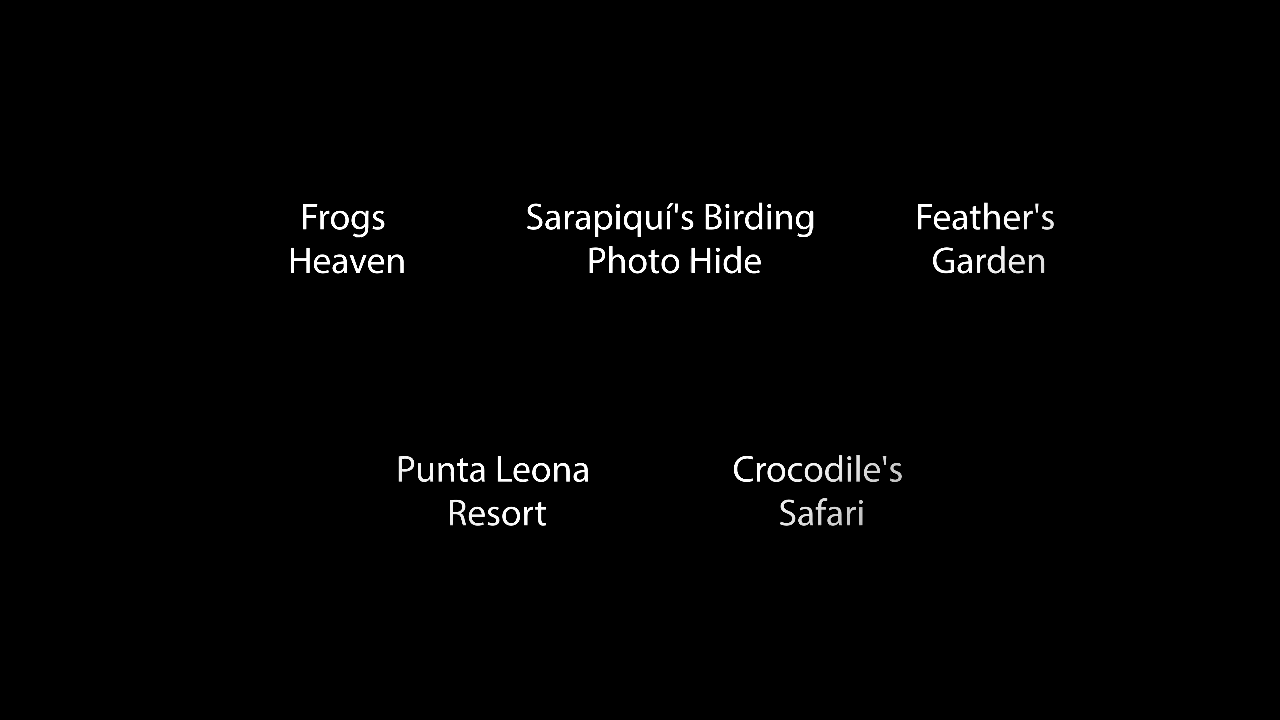 Frogs
Heaven
Sarapiquí's Birding
Photo Hide
Feather's
Garden
Punta Leona
Resort
Crocodile's
Safari